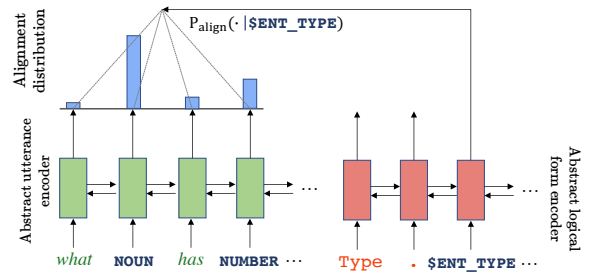 Alignment
distribution
P_align(· |$ENT_TYPE)
Abstract utterance
encoder
...
...
Abstract logical
form encoder
what NOUN has NUMBER ... Type . $ENT_TYPE ...